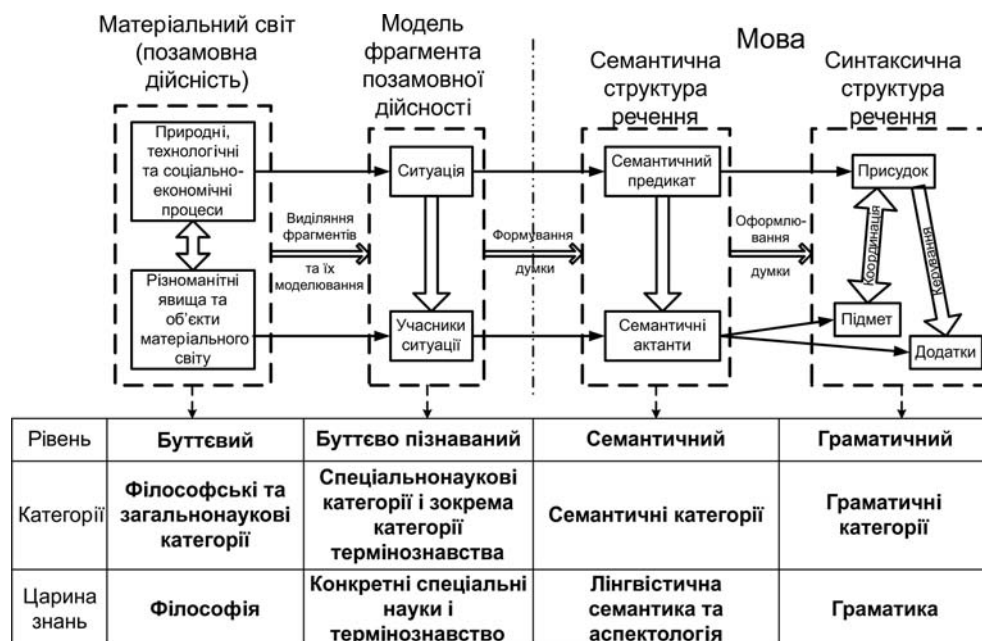 Матеріальний світ
(позамовна
дійсність)
Модель
фрагмента
позамовної
дійсності
Мова
Семантична
структура
речення
Синтаксична
структура
речення
Природні,
технологічні
та соціально-
економічні
процеси
Різноманітні
явища та
об'єкти
матеріального
світу
Виділяння
фрагментів
та їх
моделювання
Ситуація
Учасники
ситуації
Формування
думки
Семантичний
предикат
Семантичні
актанти
Оформлю-
вання
думки
Присудок
Координація
Керування
Підмет
Додатки
Рівень Буттєвий Буттєво пізнаваний Семантичний Граматичний
Категорії
Філософські та
загальнонаукові
категорії
Спеціальнонаукові
категорії і зокрема
категорії
термінознавства
Семантичні категорії
Граматичні
категорії
Царина
знань
Філософія
Конкретні спеціальні
науки і
термінознавство
Лінгвістична
семантика та
аспектологія
Граматика